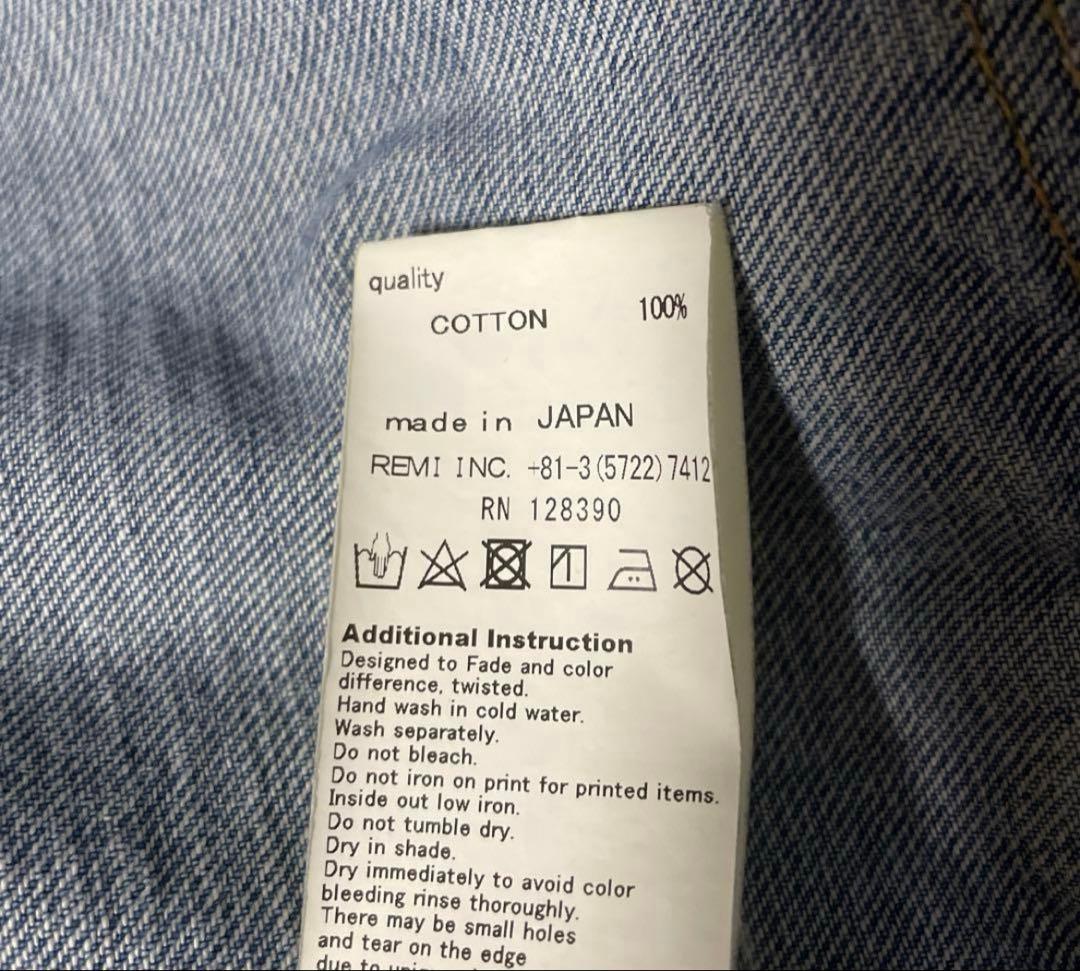 quality
COTTON 100%
made in JAPAN
REMI INC. +81-3(5722)7412
RN 128390
Additional Instruction
Designed to Fade and color
difference, twisted.
Hand wash in cold water.
Wash separately.
Do not bleach.
Do not iron on print for printed items.
Inside out low iron.
Do not tumble dry.
Dry in shade.
Dry immediately to avoid color
bleeding rinse thoroughly.
There may be small holes
and tear on the edge
due to